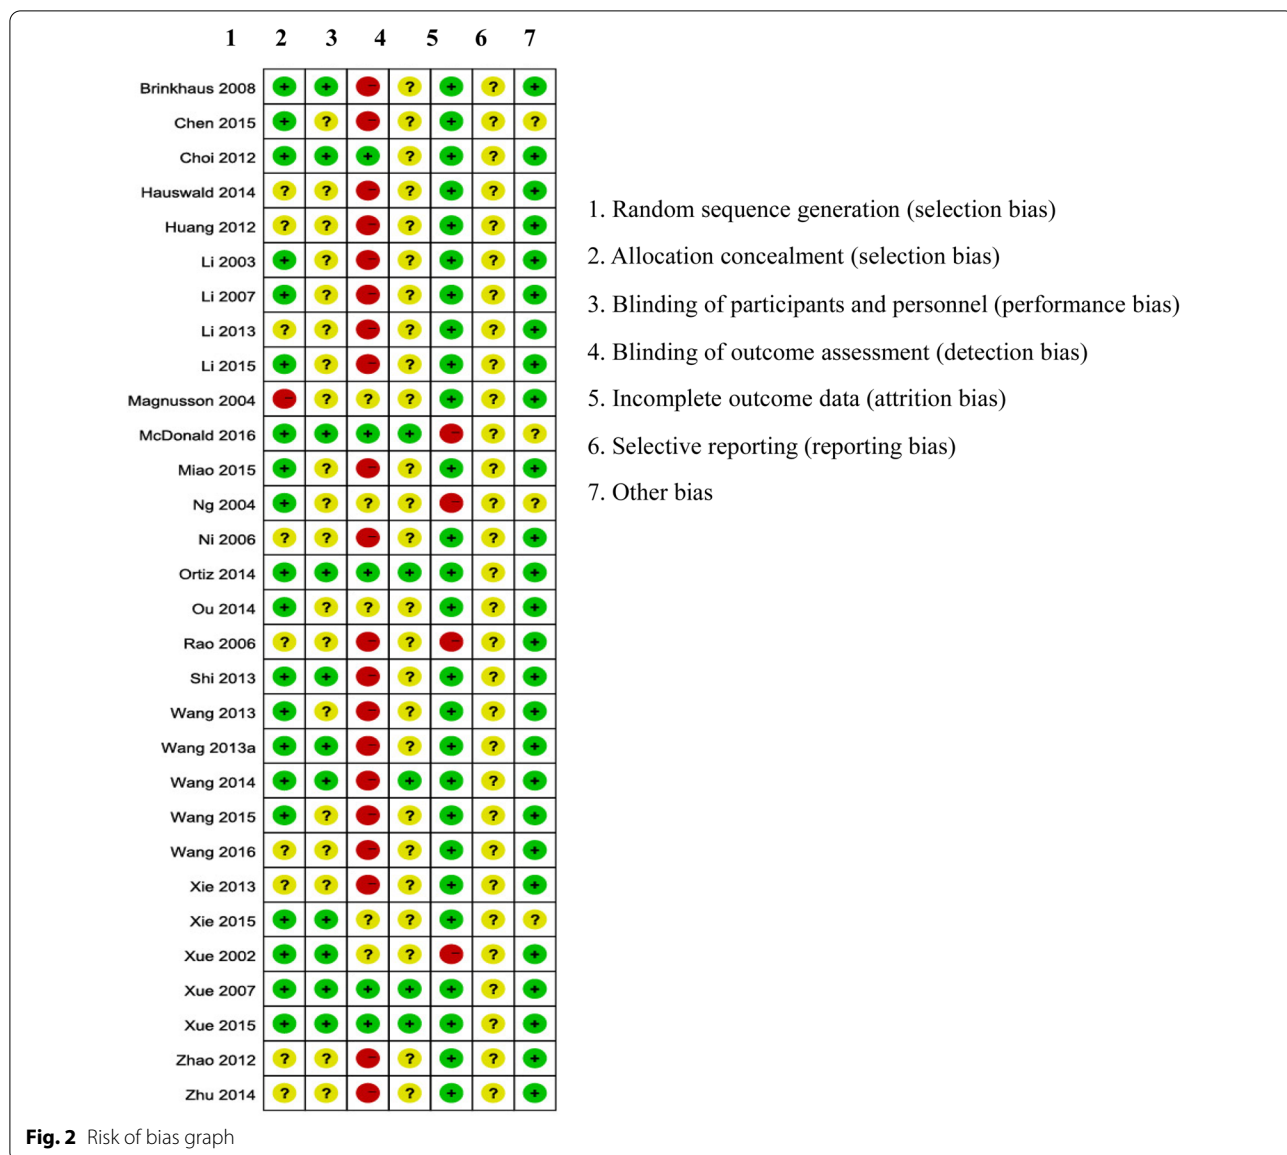 1 2 3 4 5 6 7
Brinkhaus 2008 + + - ? + ? +
Chen 2015 + ? - ? + ? ?
Choi 2012 + + + ? + ? +
Hauswald 2014 ? ? - ? + ? +
Huang 2012 ? ? - ? + ? +
Li 2003 + ? - ? + ? +
Li 2007 + ? - ? + ? +
Li 2013 ? ? - ? + ? +
Li 2015 + ? - ? + ? +
Magnusson 2004 - ? ? ? + ? +
McDonald 2016 + + + + - ? ?
Miao 2015 + ? - ? + ? +
Ng 2004 + ? ? ? - ? ?
Ni 2006 ? ? - ? + ? +
Ortiz 2014 + + + + + ? +
Ou 2014 + ? ? ? + ? +
Rao 2006 ? ? - ? - ? +
Shi 2013 + + - ? + ? +
Wang 2013 + ? - ? + ? +
Wang 2013a + + - ? + ? +
Wang 2014 + + - + + ? +
Wang 2015 + ? - ? + ? +
Wang 2016 ? ? - ? + ? +
Xie 2013 ? ? - ? + ? +
Xie 2015 + + ? ? + ? ?
Xue 2002 + + ? ? - ? +
Xue 2007 + + + + + ? +
Xue 2015 + + + + + ? +
Zhao 2012 ? ? - ? + ? +
Zhu 2014 ? ? - ? + ? +
1. Random sequence generation (selection bias)
2. Allocation concealment (selection bias)
3. Blinding of participants and personnel (performance bias)
4. Blinding of outcome assessment (detection bias)
5. Incomplete outcome data (attrition bias)
6. Selective reporting (reporting bias)
7. Other bias
Fig. 2 Risk of bias graph